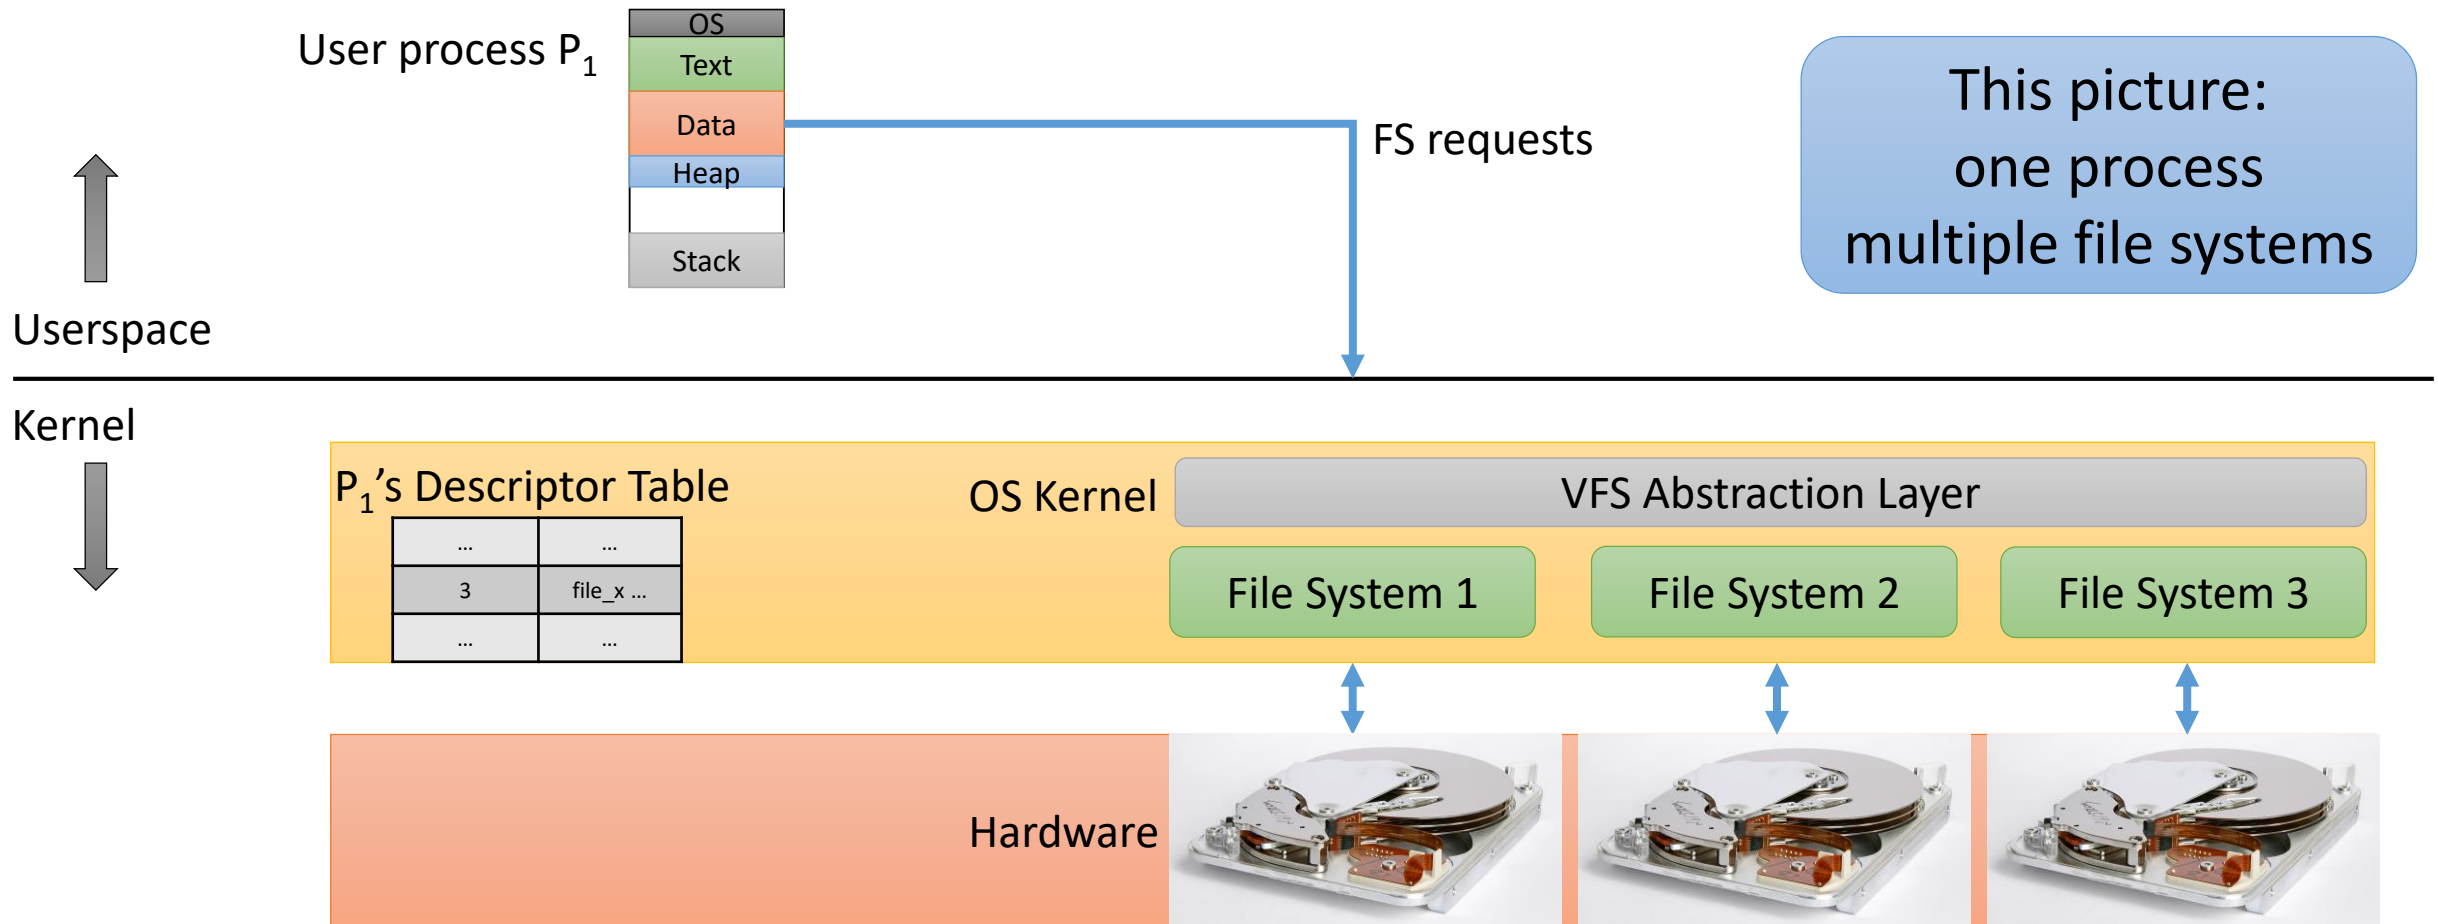 OS
User process P1
Text
Data
Heap
Stack
FS requests
This picture:
one process
multiple file systems
Userspace
Kernel
P1’s Descriptor Table
... ...
3 file_x ...
... ...
OS Kernel
VFS Abstraction Layer
File System 1
File System 2
File System 3
Hardware